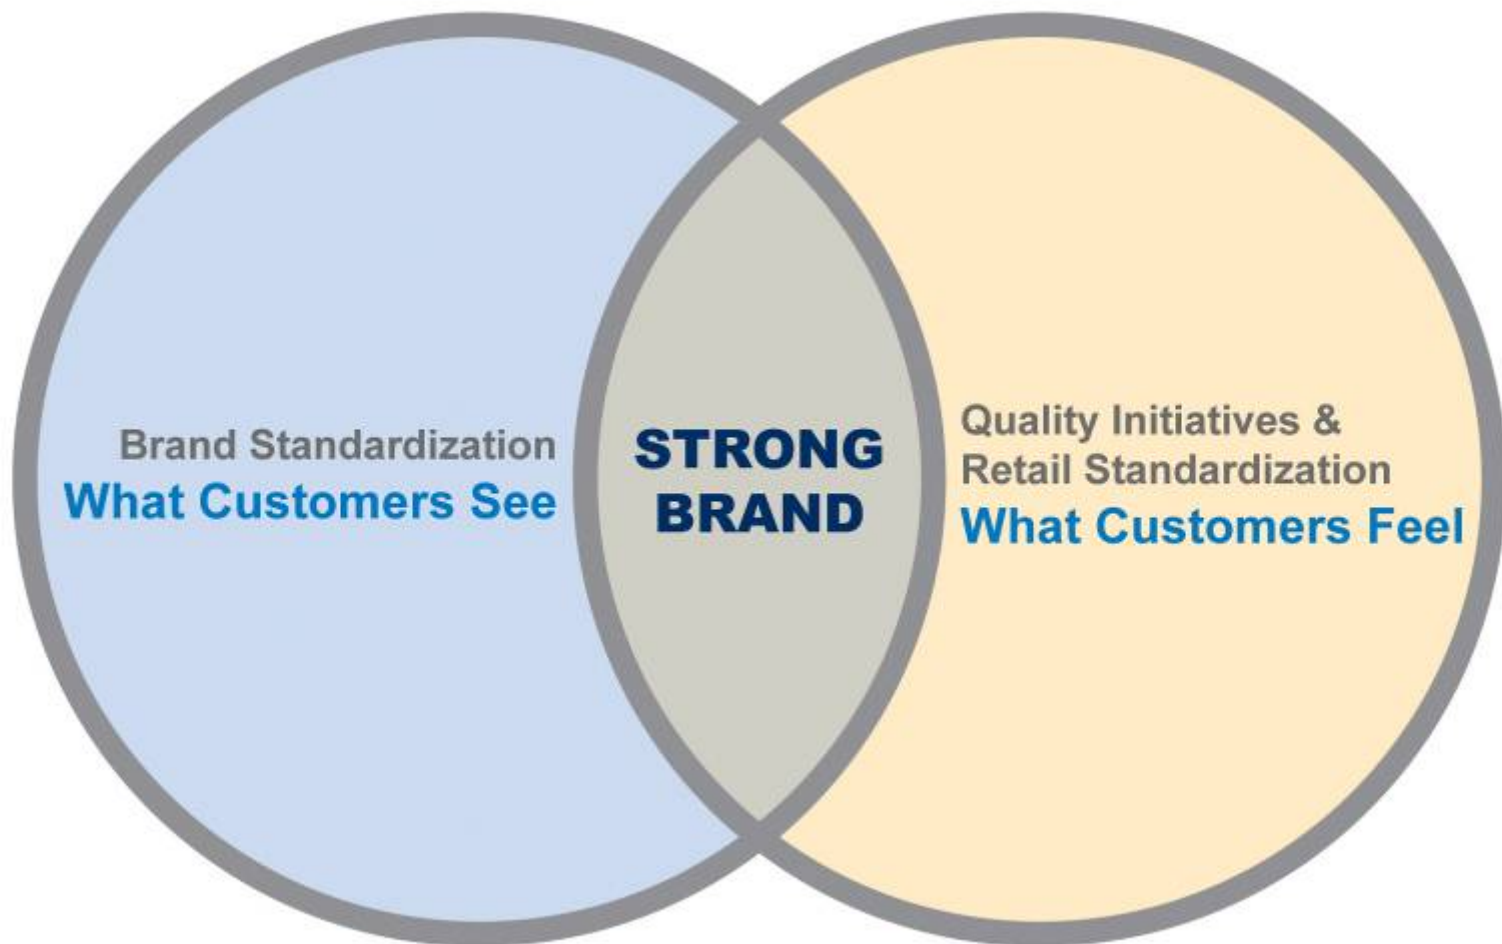 Brand Standardization
What Customers See
STRONG
BRAND
Quality Initiatives &
Retail Standardization
What Customers Feel